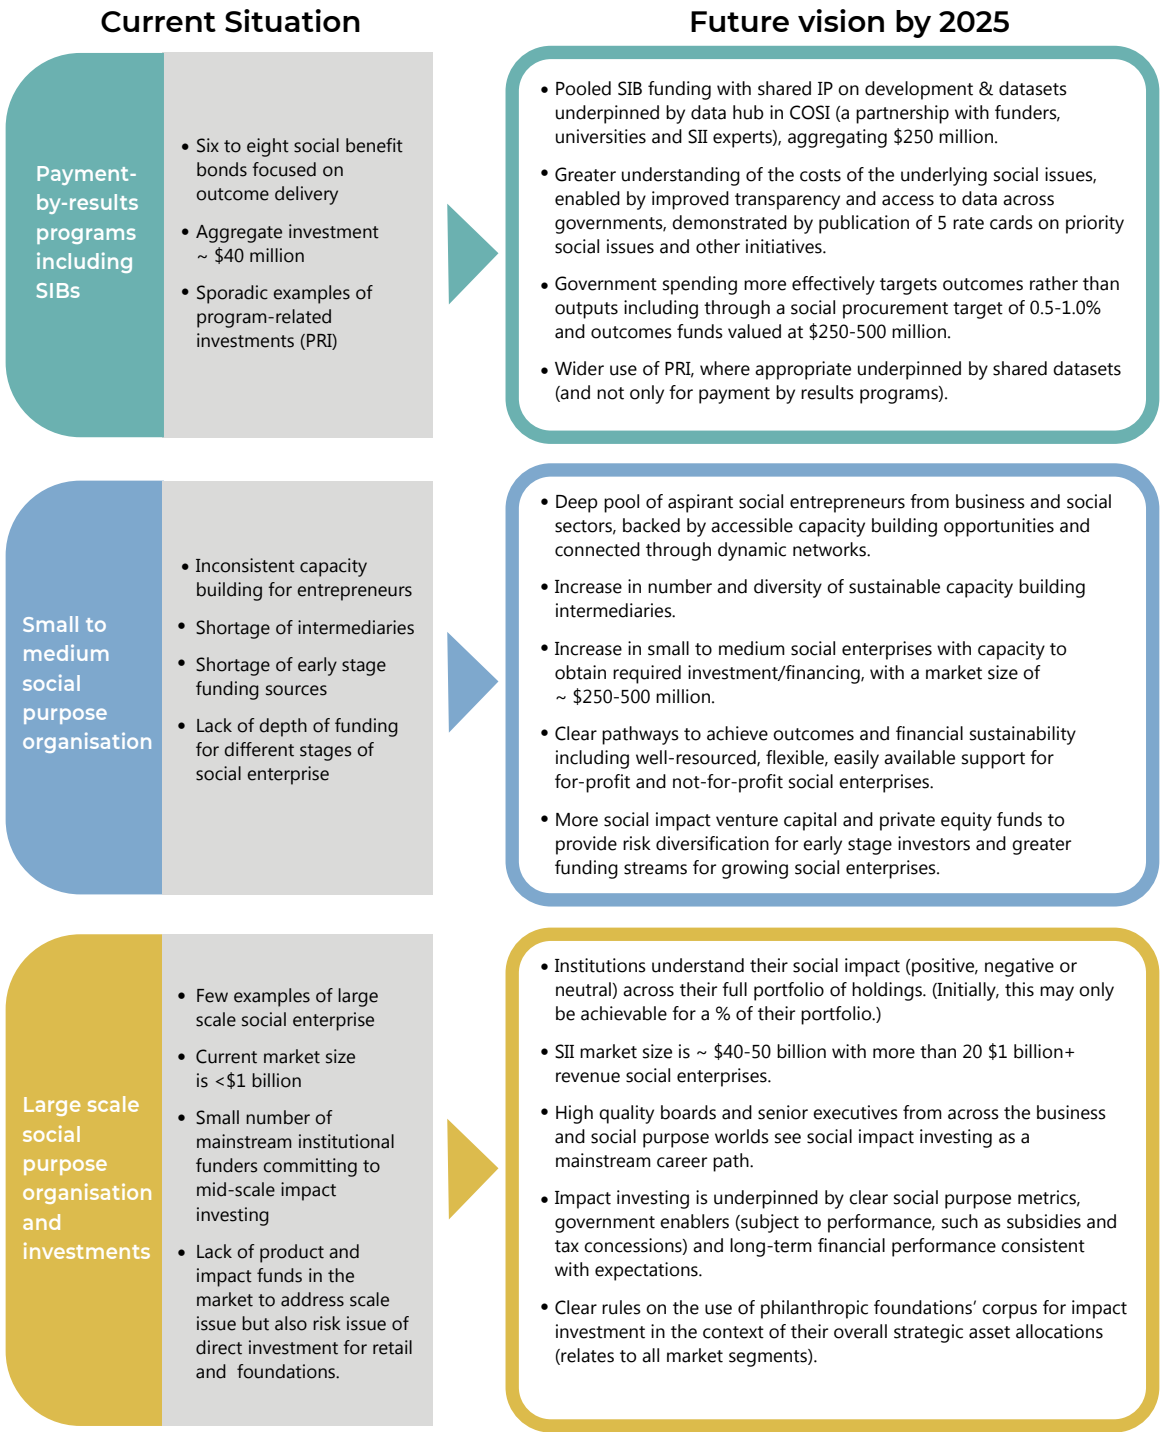 Current Situation
Future vision by 2025
Payment-
by-results
programs
including
SIBs
• Six to eight social benefit
bonds focused on
outcome delivery
• Aggregate investment
~ $40 million
• Sporadic examples of
program-related
investments (PRI)
• Pooled SIB funding with shared IP on development & datasets
underpinned by data hub in COSI (a partnership with funders,
universities and SII experts), aggregating $250 million.
• Greater understanding of the costs of the underlying social issues,
enabled by improved transparency and access to data across
governments, demonstrated by publication of 5 rate cards on priority
social issues and other initiatives.
• Government spending more effectively targets outcomes rather than
outputs including through a social procurement target of 0.5-1.0%
and outcomes funds valued at $250-500 million.
• Wider use of PRI, where appropriate underpinned by shared datasets
(and not only for payment by results programs).
Small to
medium
social
purpose
organisation
• Inconsistent capacity
building for entrepreneurs
• Shortage of intermediaries
• Shortage of early stage
funding sources
• Lack of depth of funding
for different stages of
social enterprise
• Deep pool of aspirant social entrepreneurs from business and social
sectors, backed by accessible capacity building opportunities and
connected through dynamic networks.
• Increase in number and diversity of sustainable capacity building
intermediaries.
• Increase in small to medium social enterprises with capacity to
obtain required investment/financing, with a market size of
~ $250-500 million.
• Clear pathways to achieve outcomes and financial sustainability
including well-resourced, flexible, easily available support for
for-profit and not-for-profit social enterprises.
• More social impact venture capital and private equity funds to
provide risk diversification for early stage investors and greater
funding streams for growing social enterprises.
Large scale
social
purpose
organisation
and
investments
• Few examples of large
scale social enterprise
• Current market size
is <$1 billion
• Small number of
mainstream institutional
funders committing to
mid-scale impact
investing
• Lack of product and
impact funds in the
market to address scale
issue but also risk issue of
direct investment for retail
and foundations.
• Institutions understand their social impact (positive, negative or
neutral) across their full portfolio of holdings. (Initially, this may only
be achievable for a % of their portfolio.)
• SII market size is ~ $40-50 billion with more than 20 $1 billion+
revenue social enterprises.
• High quality boards and senior executives from across the business
and social purpose worlds see social impact investing as a
mainstream career path.
• Impact investing is underpinned by clear social purpose metrics,
government enablers (subject to performance, such as subsidies and
tax concessions) and long-term financial performance consistent
with expectations.
• Clear rules on the use of philanthropic foundations’ corpus for impact
investment in the context of their overall strategic asset allocations
(relates to all market segments).